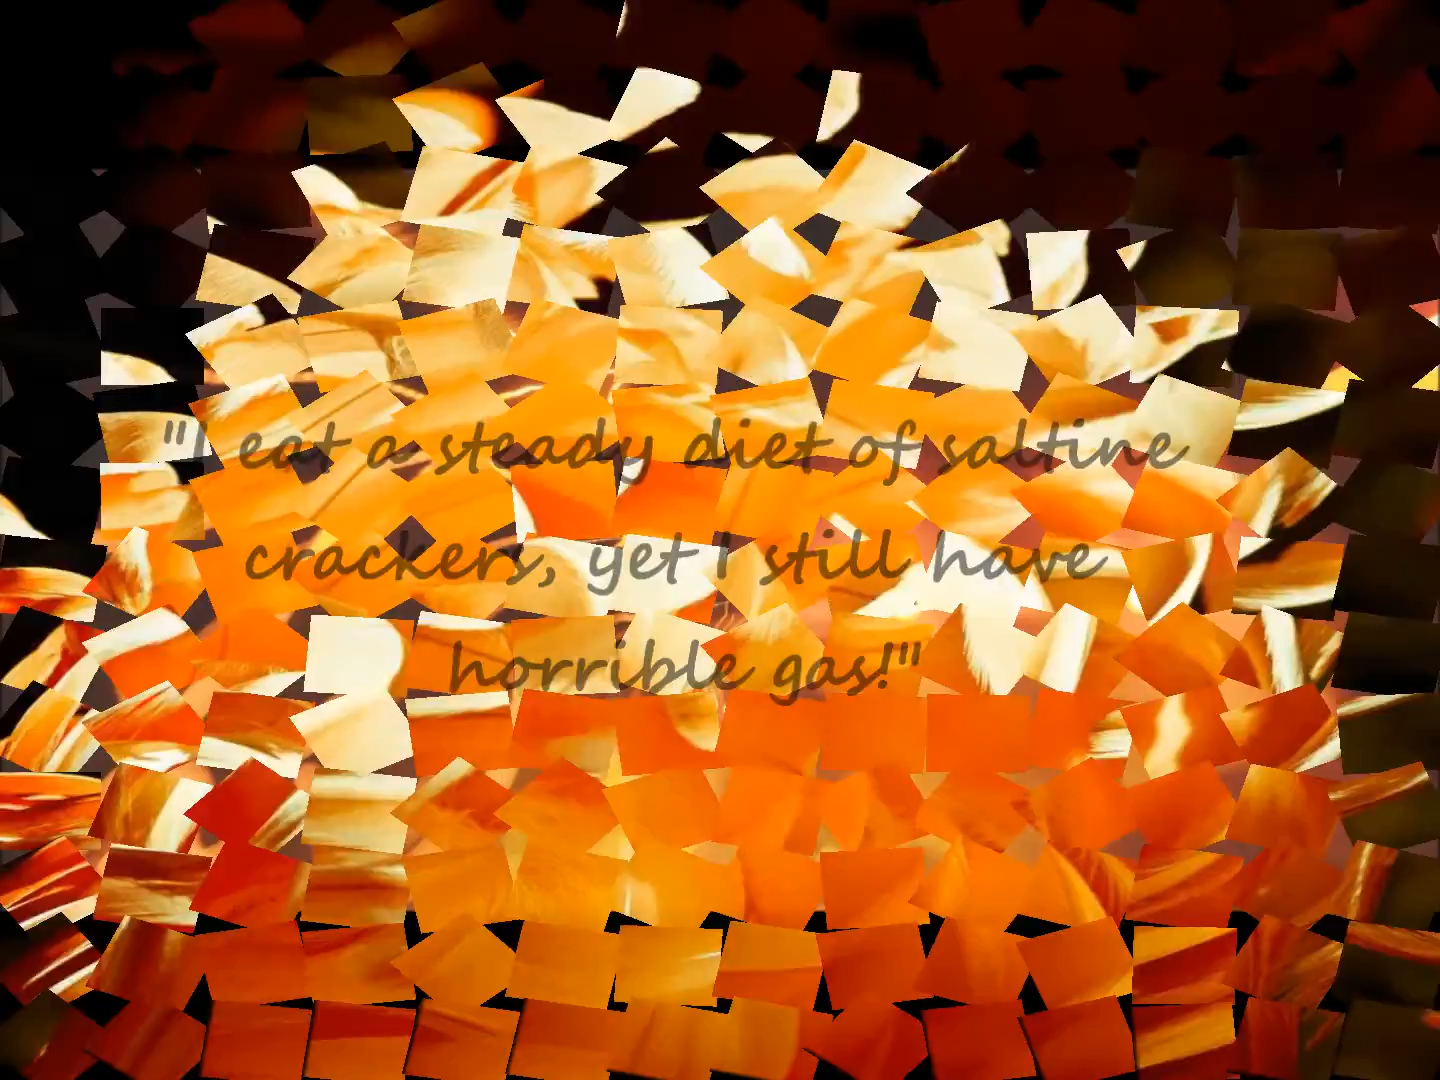 "I eat a steady diet of saltine
crackers, yet I still have
horrible gas!"